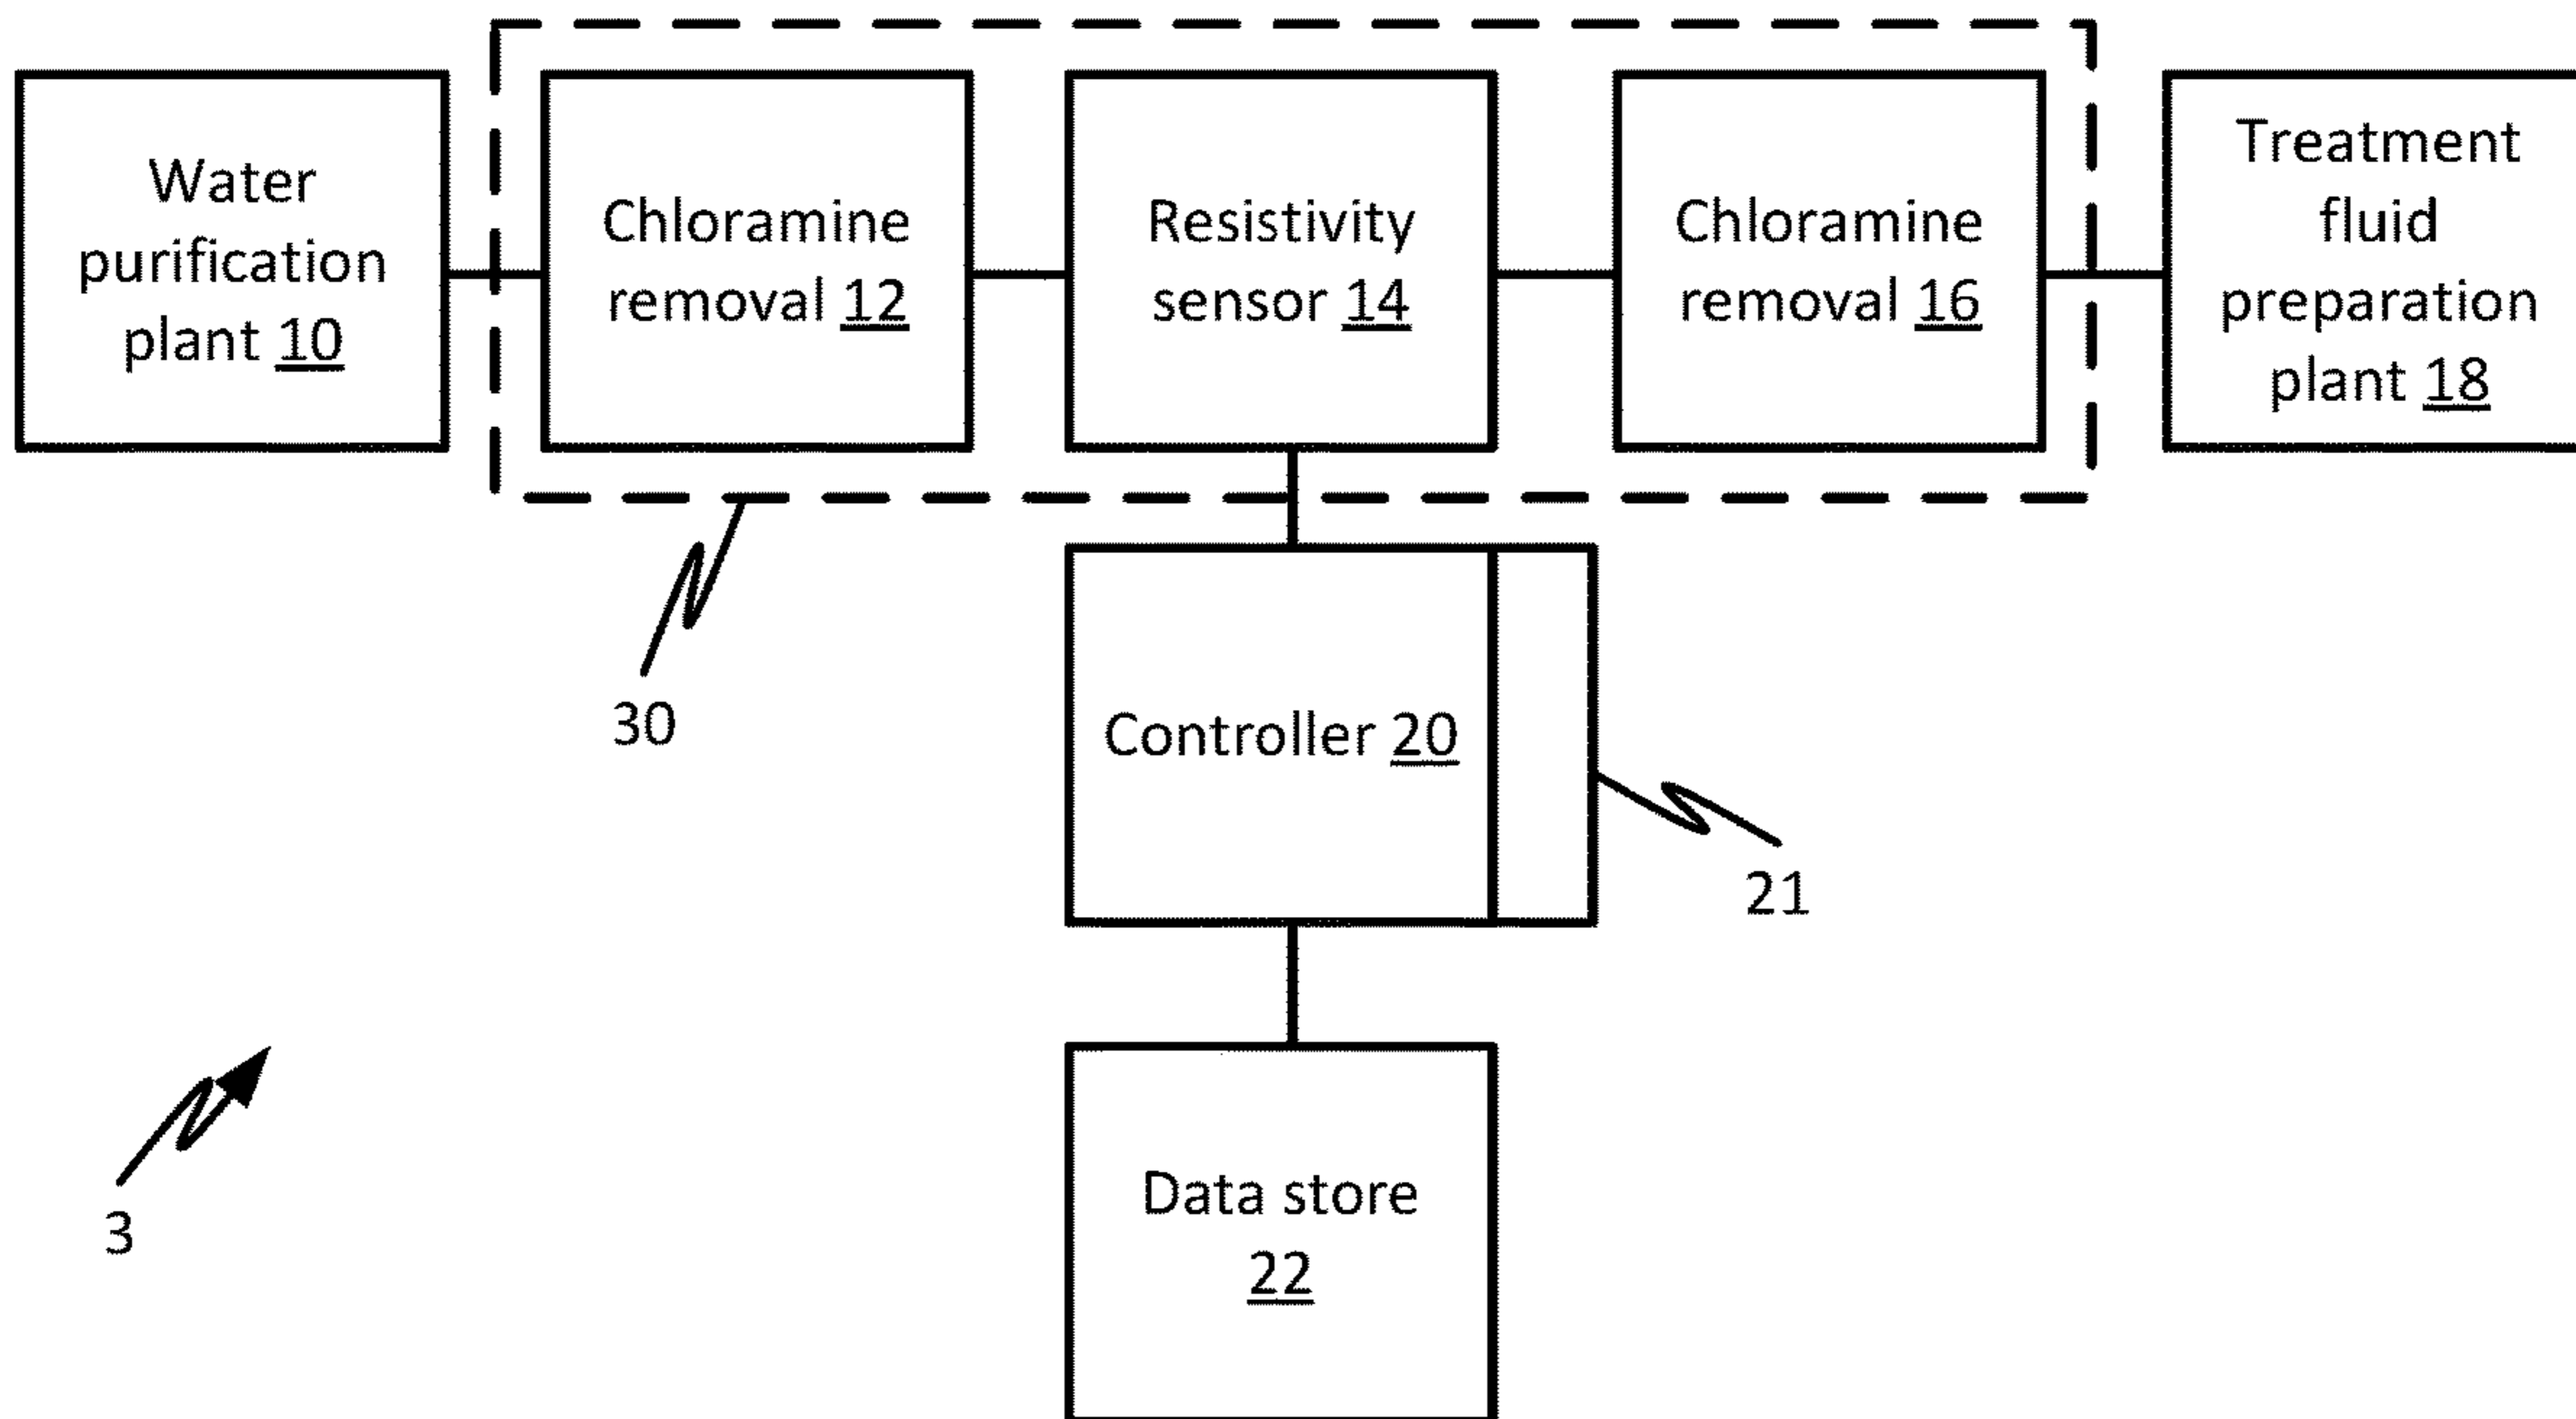 Water
purification
plant 10
Chloramine
removal 12
Resistivity
sensor 14
Chloramine
removal 16
Treatment
fluid
preparation
plant 18
30
Controller 20
21
Data store
22
3